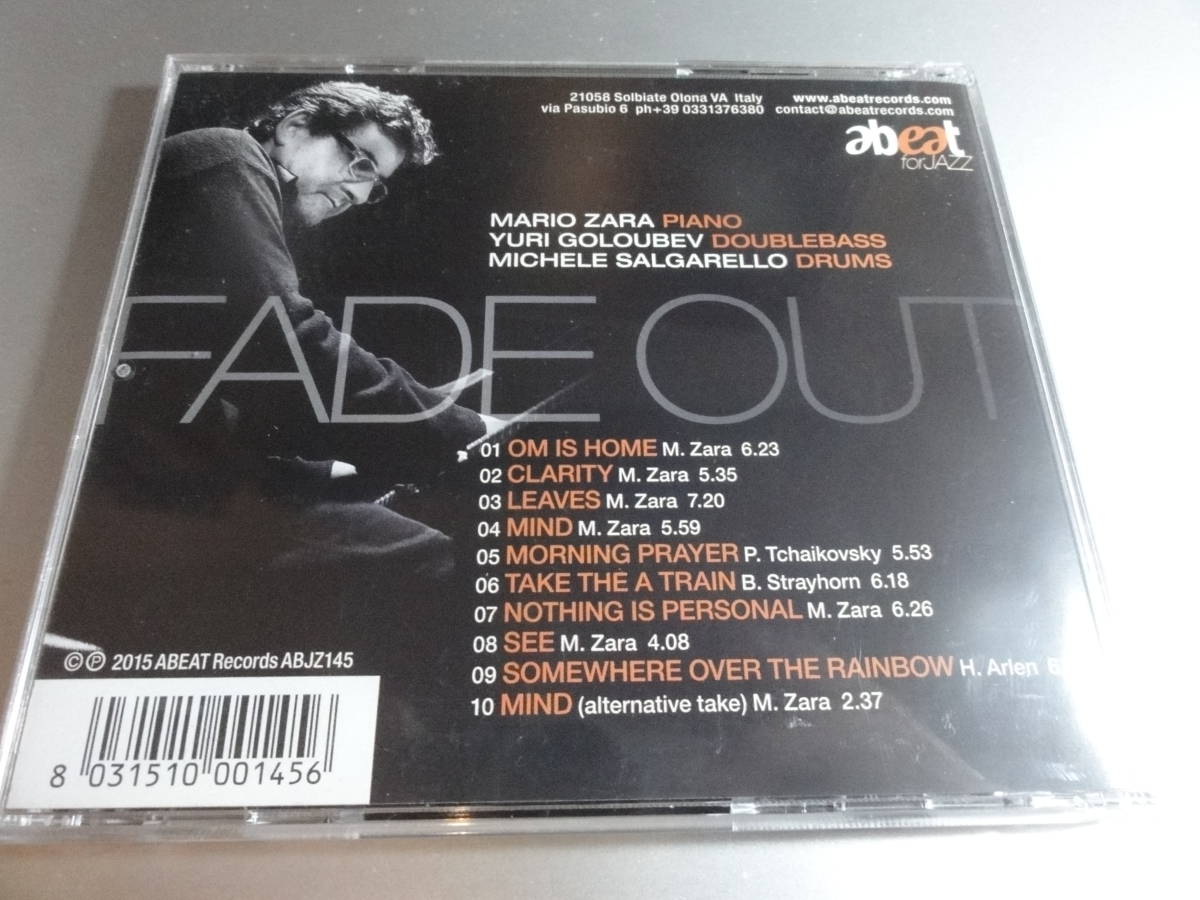 21058 Solbiate Olona VA Italy www.abeatrecords.com
via Pasubio 6 ph+39 0331376380 contact@abeatrecords.com
abeat
forJAZZ
MARIO ZARA PIANO
YURI GOLOUBEV DOUBLEBASS
MICHELE SALGARELLO DRUMS
FADE OUT
01 OM IS HOME M. Zara 6.23
02 CLARITY M. Zara 5.35
03 LEAVES M. Zara 7.20
04 MIND M. Zara 5.59
05 MORNING PRAYER P. Tchaikovsky 5.53
06 TAKE THE A TRAIN B. Strayhorn 6.18
07 NOTHING IS PERSONAL M. Zara 6.26
08 SEE M. Zara 4.08
09 SOMEWHERE OVER THE RAINBOW H. Arlen
10 MIND (alternative take) M. Zara 2.37
© ℗ 2015 ABEAT Records ABJZ145
8 031510 001456